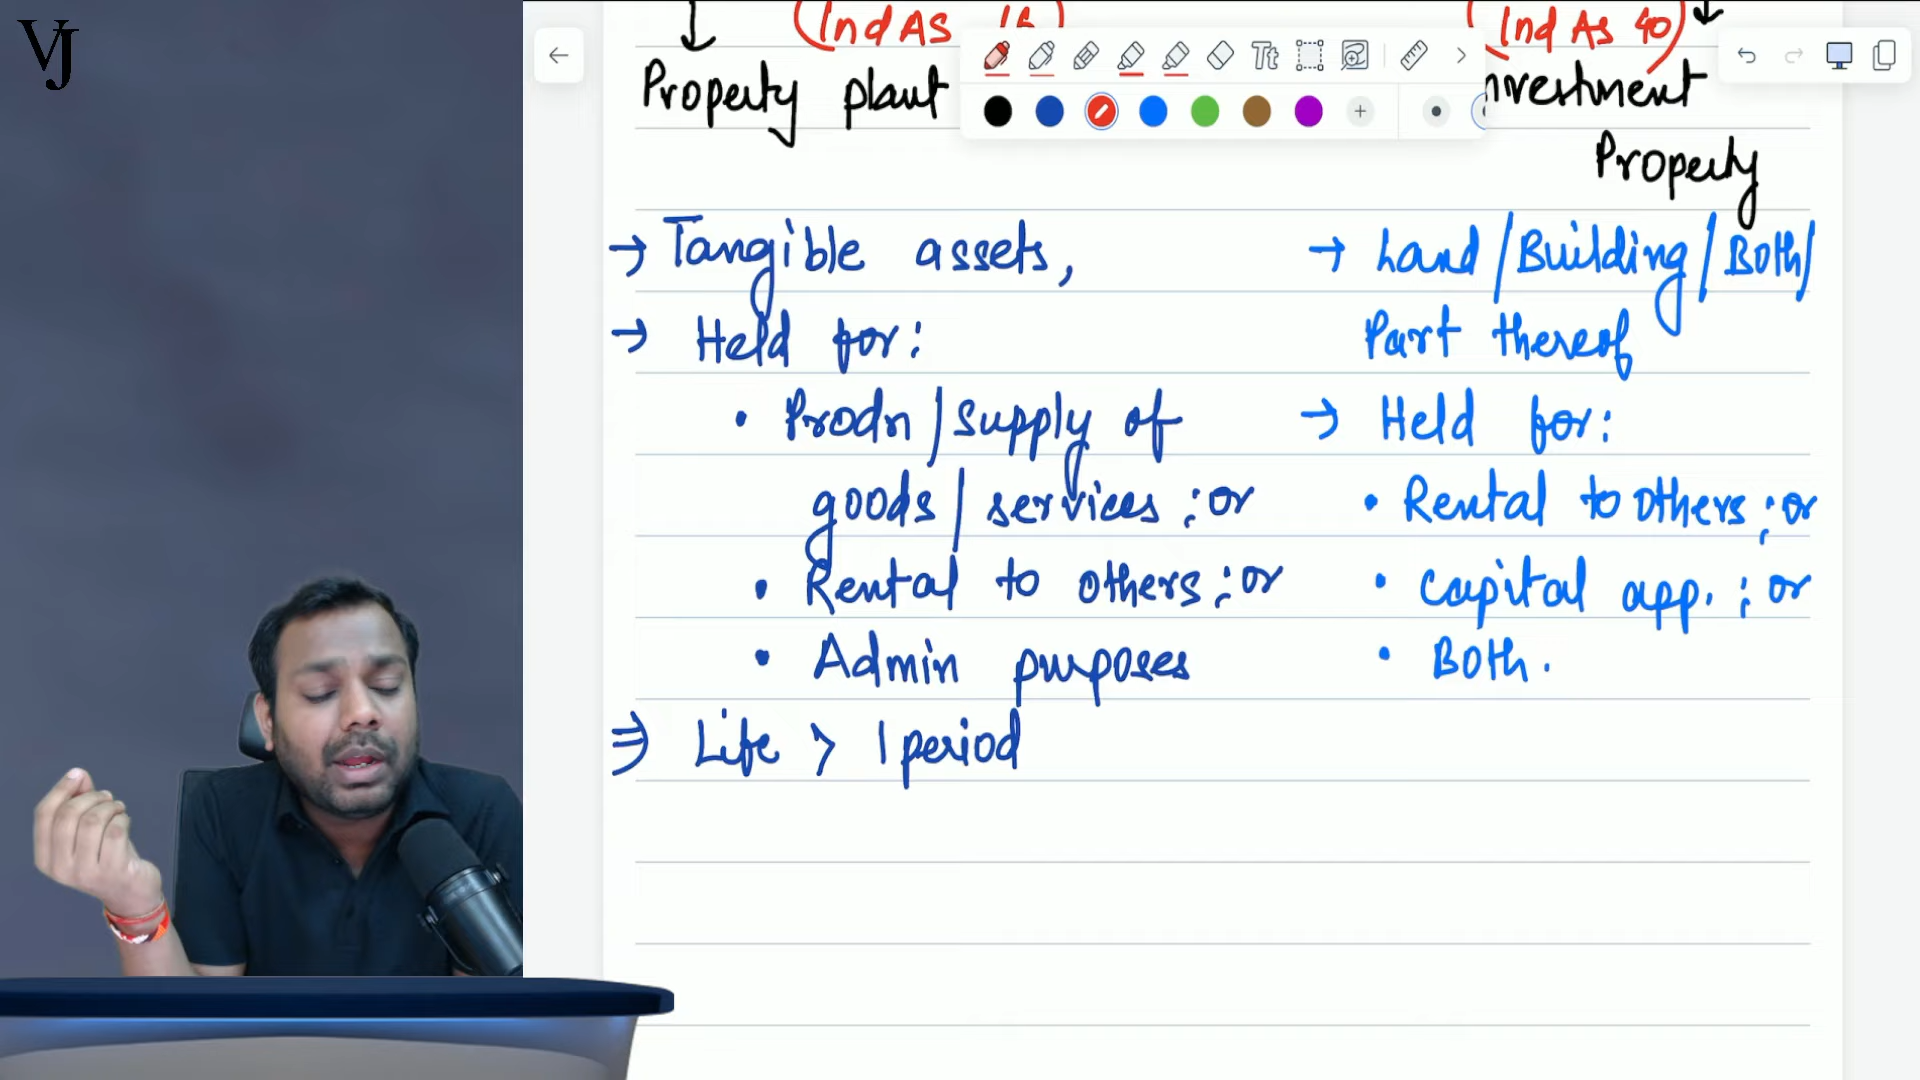 VJ
(Ind AS 16) (Ind AS 40)
Property plant nvestment
Property
Tt
→ Tangible assets, → Land/Building/Both/
→ Held for: Part thereof
• Prodn/supply of → Held for:
goods/services ; or • Rental to others ; or
• Rental to others ; or • Capital app. ; or
• Admin purposes • Both.
⇒ Life > 1 period